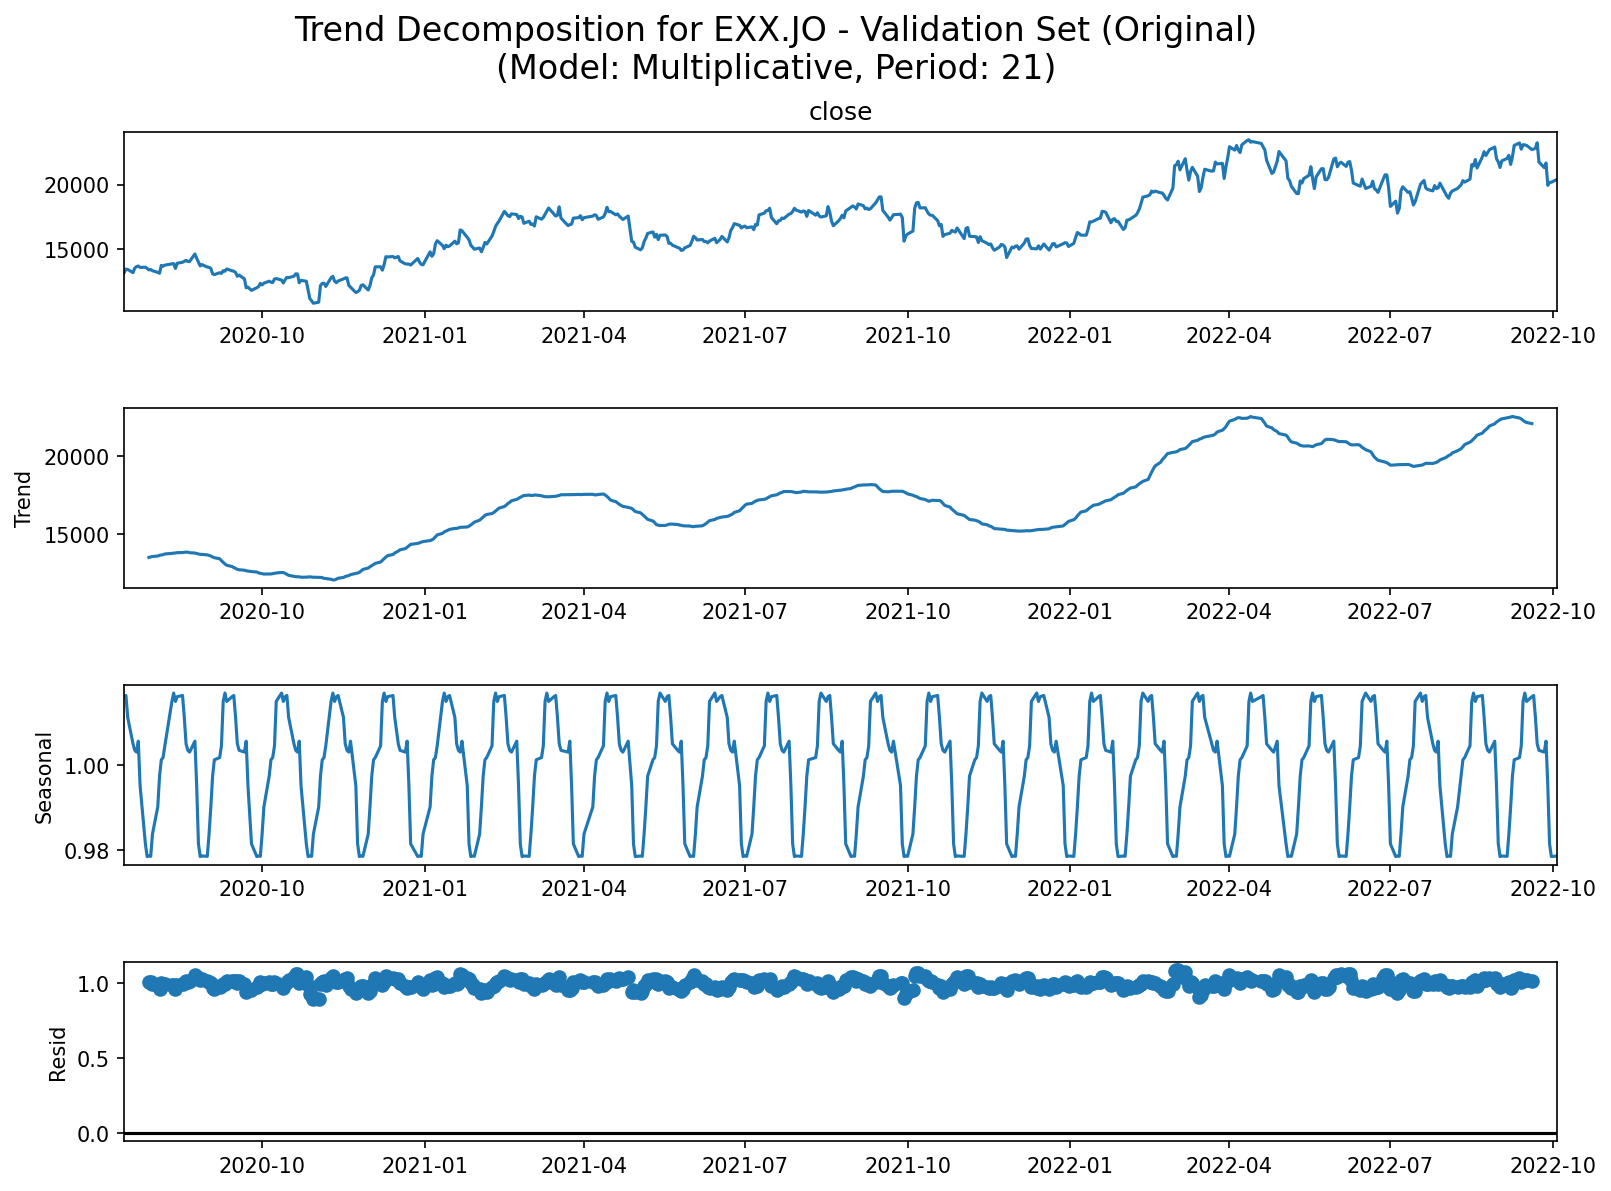 Trend Decomposition for EXX.JO - Validation Set (Original)
(Model: Multiplicative, Period: 21)
close
20000
15000
2020-10 2021-01 2021-04 2021-07 2021-10 2022-01 2022-04 2022-07 2022-10
Trend
20000
15000
2020-10 2021-01 2021-04 2021-07 2021-10 2022-01 2022-04 2022-07 2022-10
Seasonal
1.00
0.98
2020-10 2021-01 2021-04 2021-07 2021-10 2022-01 2022-04 2022-07 2022-10
Resid
1.0
0.5
0.0
2020-10 2021-01 2021-04 2021-07 2021-10 2022-01 2022-04 2022-07 2022-10